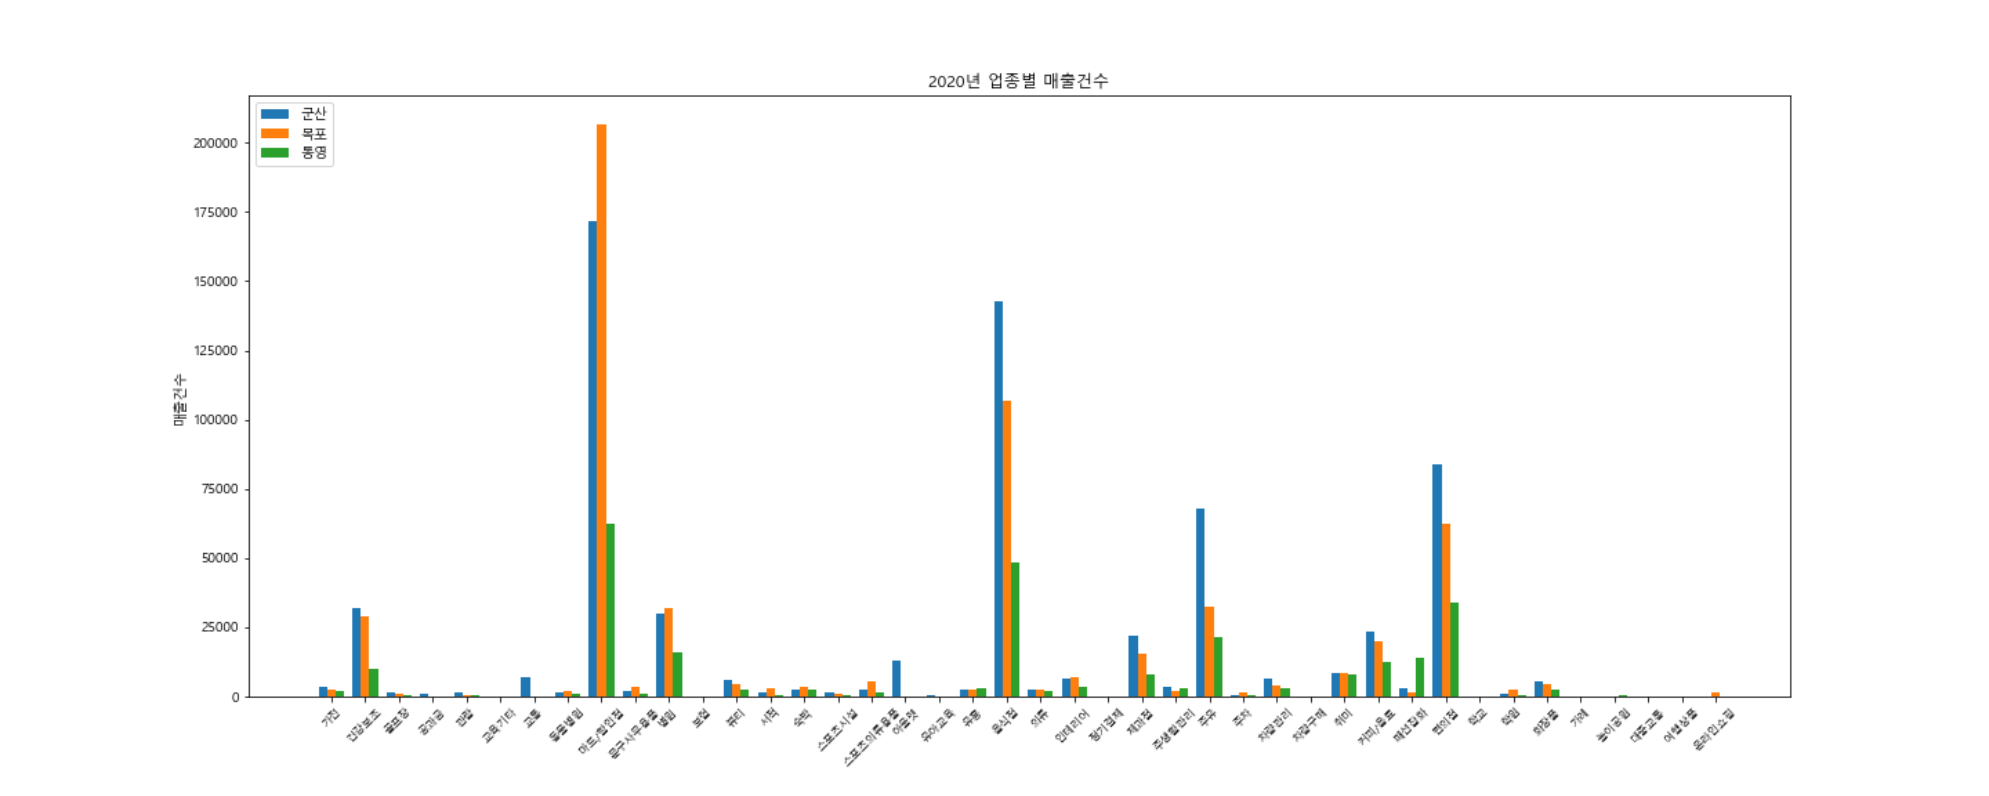 2020년 업종별 매출건수
군산
목포
통영
매출건수
200000
175000
150000
125000
100000
75000
50000
25000
0
가전
건강보조
골프장
공과금
관람
교육기타
교통
동물병원
마트/할인점
문구사무용품
병원
보험
뷰티
서적
숙박
스포츠시설
스포츠의류용품
아울렛
유아교육
유흥
음식점
의류
인테리어
정기결제
제과점
주생활관리
주유
주차
차량관리
차량구매
취미
커피/음료
패션잡화
편의점
학교
학원
화장품
가례
놀이공원
대중교통
여행상품
온라인쇼핑